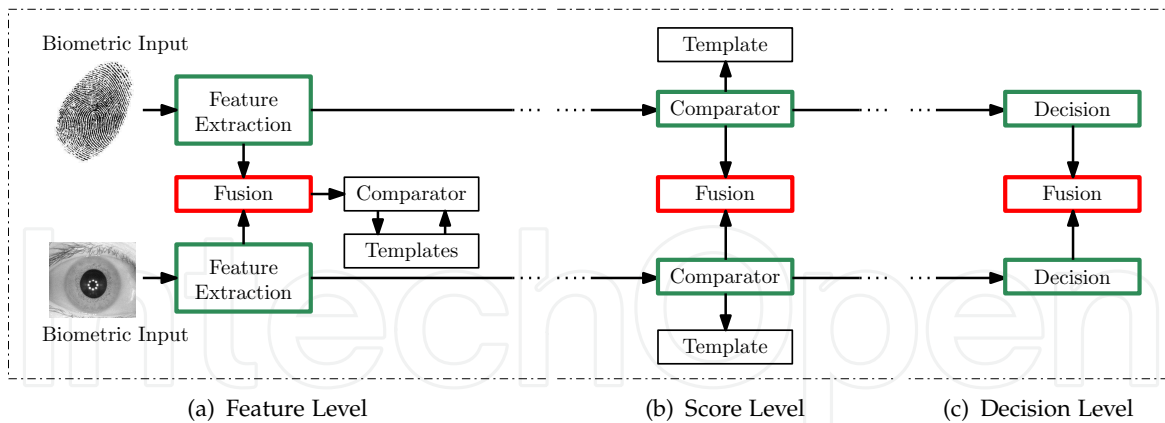 Biometric Input
Feature
Extraction
Fusion
Comparator
Templates
Feature
Extraction
Biometric Input
(a) Feature Level
Template
Comparator
Fusion
Comparator
Template
(b) Score Level
Decision
Fusion
Decision
(c) Decision Level
IntechOpen